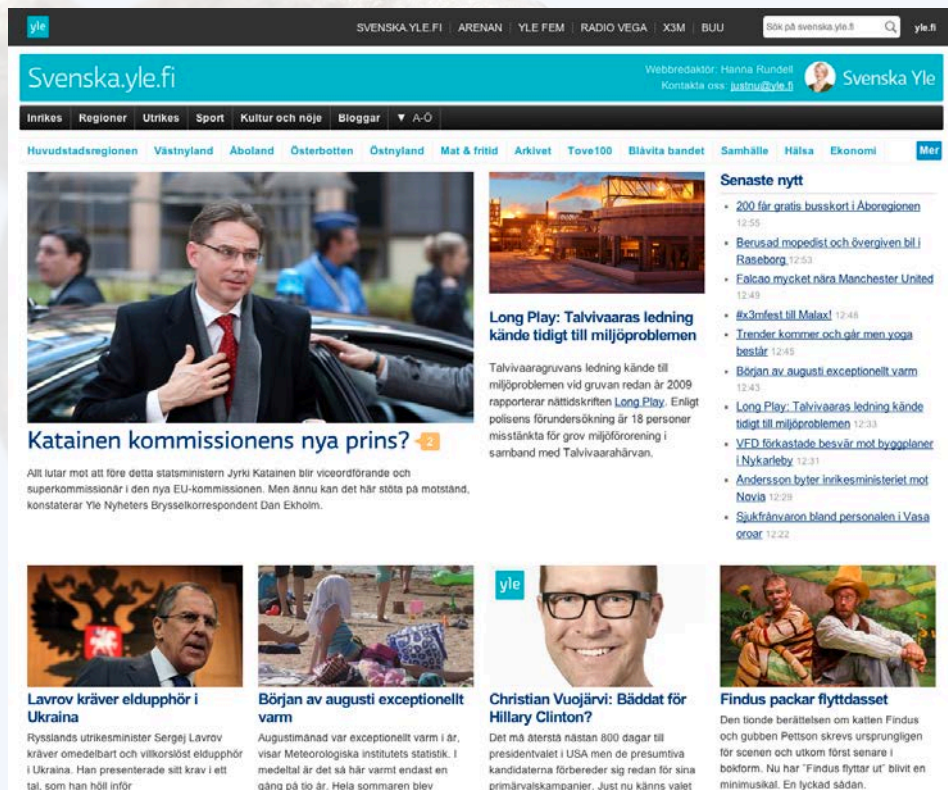 yle
SVENSKA.YLE.FI | ARENAN | YLE FEM | RADIO VEGA | X3M | BUU
Sök på svenska.yle.fi
yle.fi
Svenska.yle.fi
Webbredaktör: Hanna Rundell
Kontakta oss: justnu@yle.fi
Svenska Yle
Inrikes Regioner Utrikes Sport Kultur och nöje Bloggar ▼ A-Ö
Huvudstadsregionen Västnyland Åboland Österbotten Östnyland Mat & fritid Arkivet Tove100 Blåvita bandet Samhälle Hälsa Ekonomi Mer
Katainen kommissionens nya prins? 2
Allt lutar mot att före detta statsministern Jyrki Katainen blir viceordförande och
superkommissionär i den nya EU-kommissionen. Men ännu kan det här stöta på motstånd,
konstaterar Yle Nyheters Brysselkorrespondent Dan Ekholm.
Long Play: Talvivaaras ledning
kände tidigt till miljöproblemen
Talvivaaragruvans ledning kände till
miljöproblemen vid gruvan redan år 2009
rapporterar nättidskriften Long Play. Enligt
polisens förundersökning är 18 personer
misstänkta för grov miljöförorening i
samband med Talvivaarahärvan.
Senaste nytt
200 får gratis busskort i Åboregionen
12:55
Berusad mopedist och övergiven bil i
Raseborg 12:53
Falcao mycket nära Manchester United
12:49
#x3mfest till Malax! 12:48
Trender kommer och går men yoga
består 12:45
Början av augusti exceptionellt varm
12:43
Long Play: Talvivaaras ledning kände
tidigt till miljöproblemen 12:33
VFD förkastade besvär mot byggplaner
i Nykarleby 12:31
Andersson byter inrikesministeriet mot
Novia 12:29
Sjukfrånvaron bland personalen i Vasa
oroar 12:22
Lavrov kräver eldupphör i
Ukraina
Rysslands utrikesminister Sergej Lavrov
kräver omedelbart och villkorslöst eldupphör
i Ukraina. Han presenterade sitt krav i ett
tal, som han höll inför
Början av augusti exceptionellt
varm
Augustimånad var exceptionellt varm i år,
visar Meteorologiska institutets statistik. I
medeltal är det så här varmt endast en
gång på tio år. Hela sommaren blev
yle
Christian Vuojärvi: Bäddat för
Hillary Clinton?
Det må återstå nästan 800 dagar till
presidentvalet i USA men de presumtiva
kandidaterna förbereder sig redan för sina
primärvalskampanjer. Just nu känns valet
Findus packar flyttdasset
Den tionde berättelsen om katten Findus
och gubben Pettson skrevs ursprungligen
för scenen och utkom först senare i
bokform. Nu har "Findus flyttar ut" blivit en
minimusikal. En lyckad sådan.